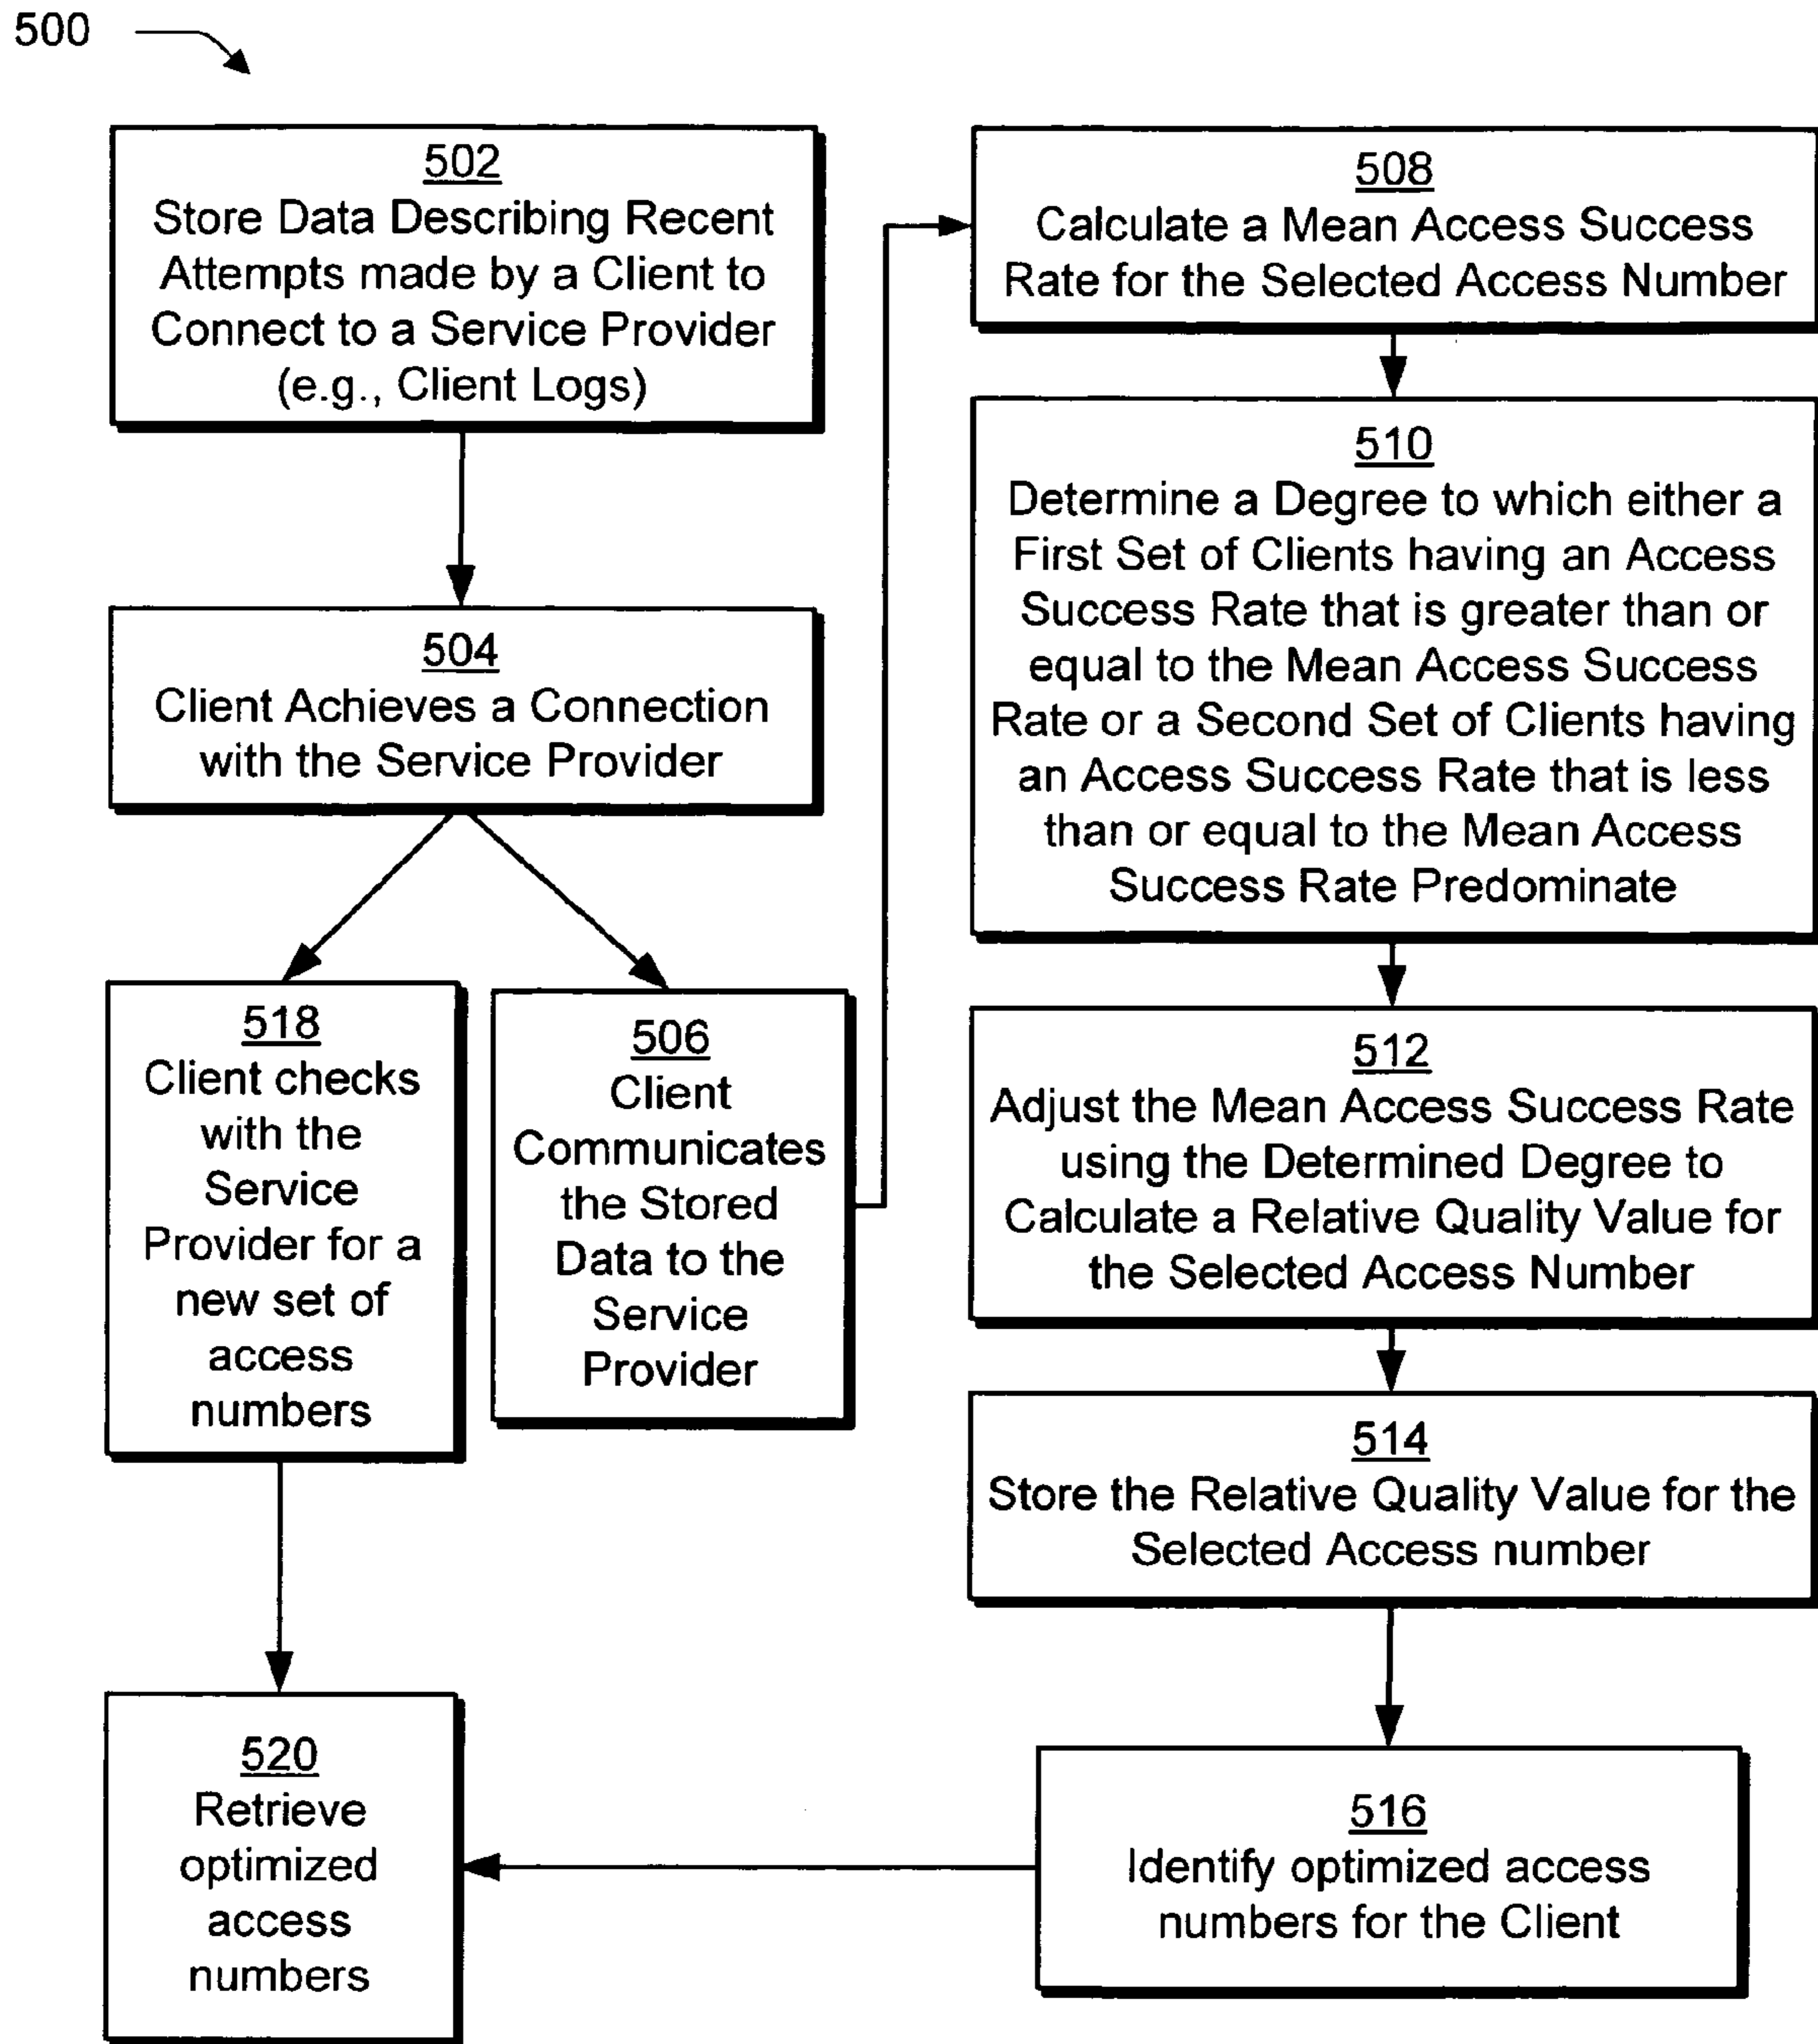 500
502
Store Data Describing Recent
Attempts made by a Client to
Connect to a Service Provider
(e.g., Client Logs)
504
Client Achieves a Connection
with the Service Provider
518
Client checks
with the
Service
Provider for a
new set of
access
numbers
506
Client
Communicates
the Stored
Data to the
Service
Provider
520
Retrieve
optimized
access
numbers
508
Calculate a Mean Access Success
Rate for the Selected Access Number
510
Determine a Degree to which either a
First Set of Clients having an Access
Success Rate that is greater than or
equal to the Mean Access Success
Rate or a Second Set of Clients having
an Access Success Rate that is less
than or equal to the Mean Access
Success Rate Predominate
512
Adjust the Mean Access Success Rate
using the Determined Degree to
Calculate a Relative Quality Value for
the Selected Access Number
514
Store the Relative Quality Value for the
Selected Access number
516
Identify optimized access
numbers for the Client